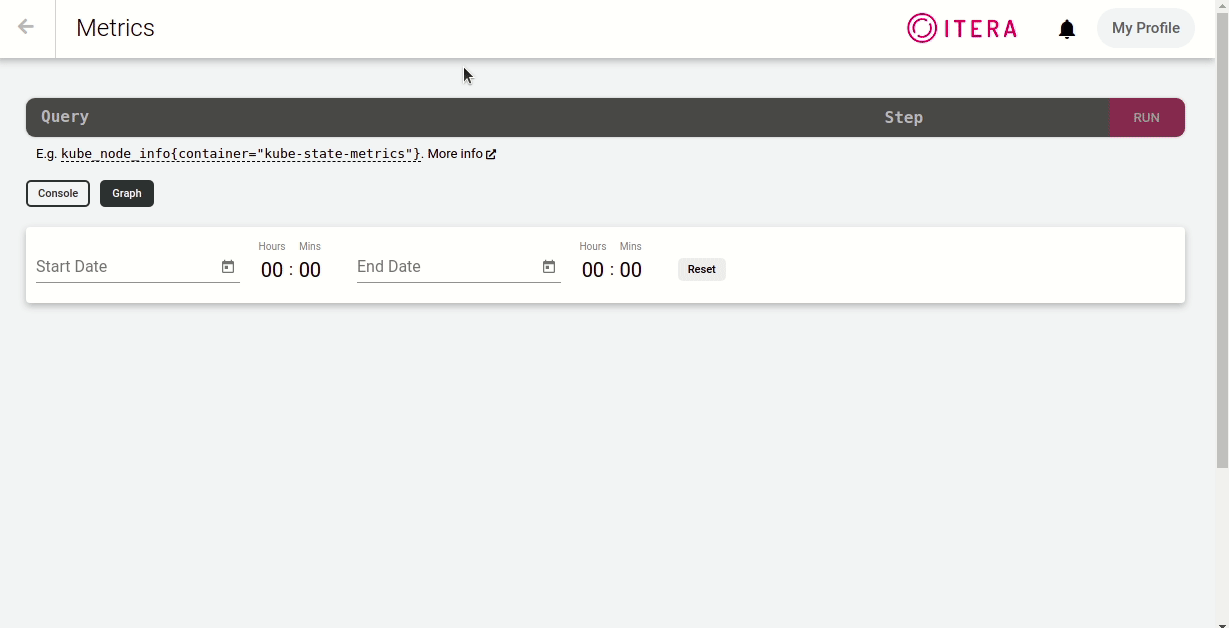 Metrics
ITERA
My Profile
Query Step RUN
E.g. kube_node_info{container="kube-state-metrics"}. More info
Console Graph
Hours Mins Hours Mins
Start Date 00 : 00 End Date 00 : 00 Reset